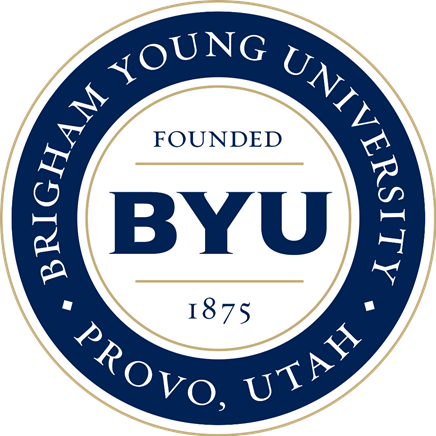 BRIGHAM YOUNG UNIVERSITY
FOUNDED
BYU
1875
PROVO, UTAH